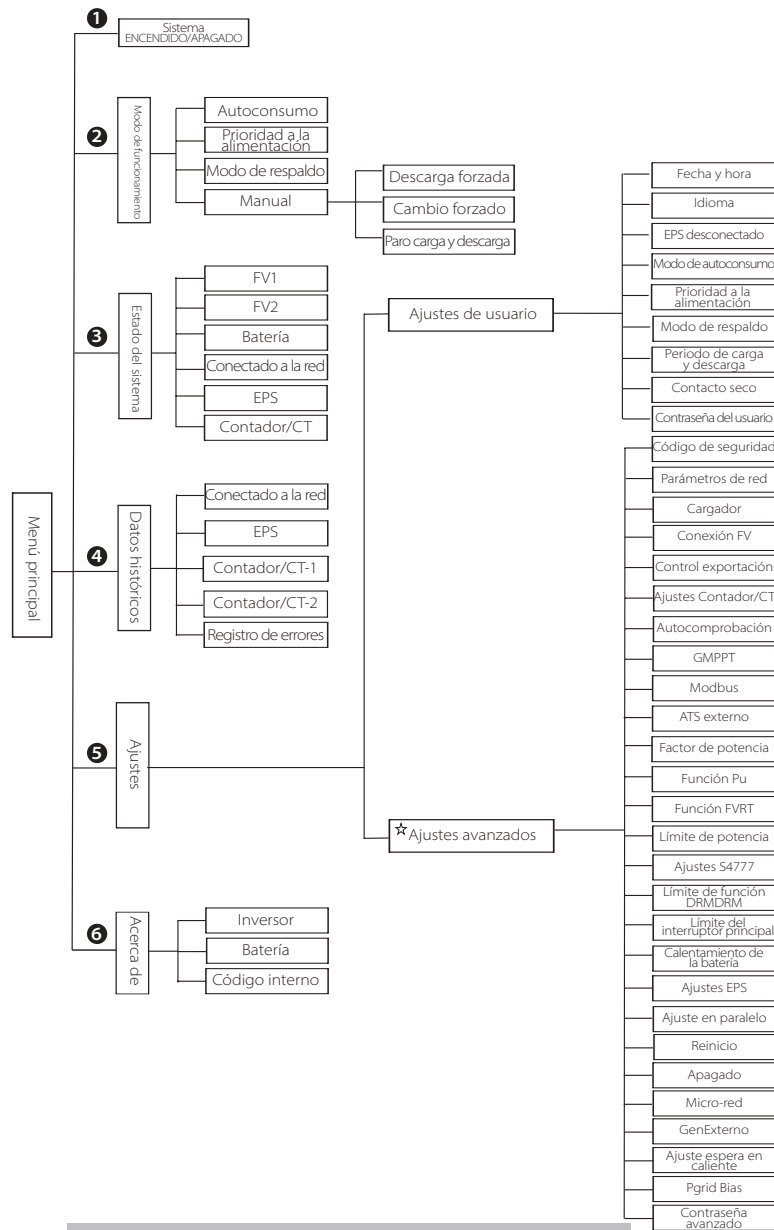 Menú principal
❶
Sistema
ENCENDIDO/APAGADO
❷
Modo de funcionamiento
Autoconsumo
Prioridad a la
alimentación
Modo de respaldo
Manual
Descarga forzada
Cambio forzado
Paro carga y descarga
❸
Estado del sistema
FV1
FV2
Batería
Conectado a la red
EPS
Contador/CT
❹
Datos históricos
Conectado a la red
EPS
Contador/CT-1
Contador/CT-2
Registro de errores
❺
Ajustes
Ajustes de usuario
Fecha y hora
Idioma
EPS desconectado
Modo de autoconsumo
Prioridad a la
alimentación
Modo de respaldo
Periodo de carga
y descarga
Contacto seco
Contraseña del usuario
☆Ajustes avanzados
Código de seguridad
Parámetros de red
Cargador
Conexión FV
Control exportación
Ajustes Contador/CT
Autocomprobación
GMPPT
Modbus
ATS externo
Factor de potencia
Función Pu
Función FVRT
Límite de potencia
Ajustes S4777
Límite de función
DRMDRM
Límite del
interruptor principal
Calentamiento de
la batería
Ajustes EPS
Ajuste en paralelo
Reinicio
Apagado
Micro-red
GenExterno
Ajuste espera en
caliente
Pgrid Bias
Contraseña
avanzado
❻
Acerca de
Inversor
Batería
Código interno